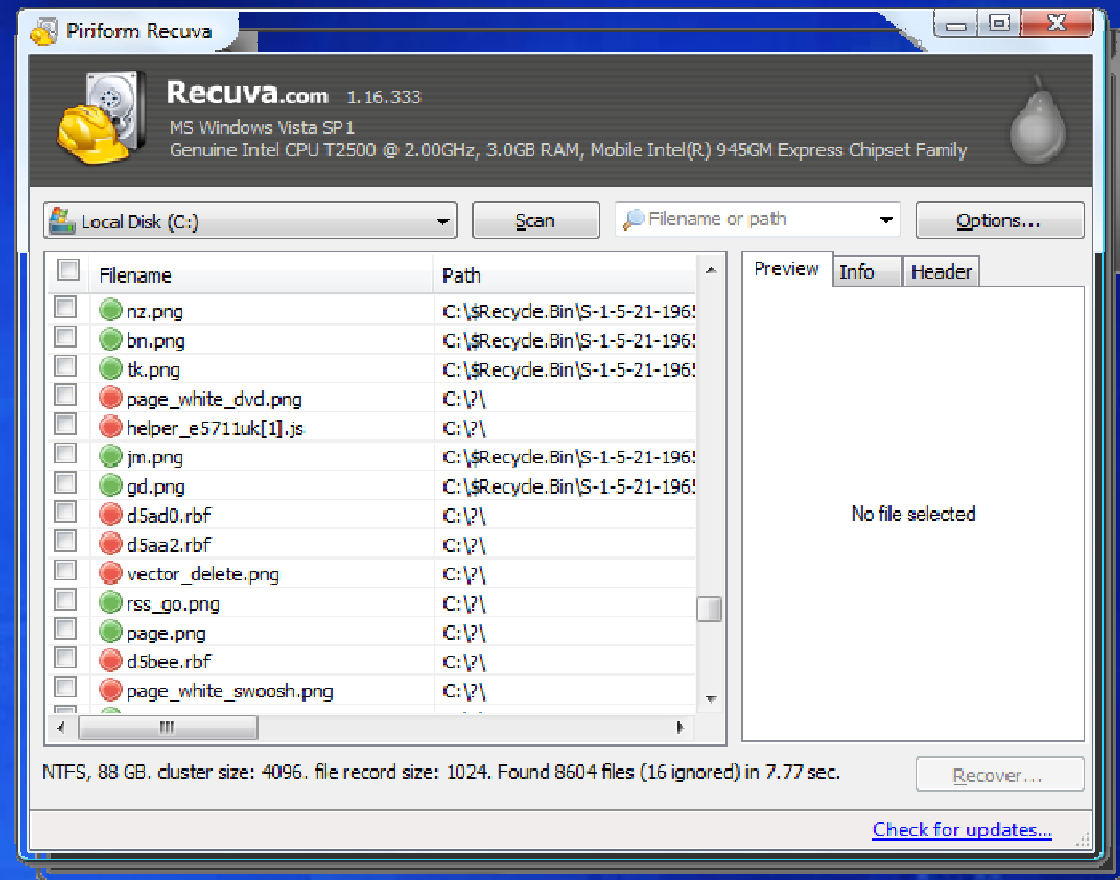 Piriform Recuva
Recuva.com 1.16.333
MS Windows Vista SP1
Genuine Intel CPU T2500 @ 2.00GHz, 3.0GB RAM, Mobile Intel(R) 945GM Express Chipset Family
Local Disk (C:) Scan Filename or path Options...
Filename Path Preview Info Header
nz.png C:\$Recycle.Bin\S-1-5-21-1965
bn.png C:\$Recycle.Bin\S-1-5-21-1965
tk.png C:\$Recycle.Bin\S-1-5-21-1965
page_white_dvd.png C:\?\
helper_e5711uk[1].js C:\?\
jm.png C:\$Recycle.Bin\S-1-5-21-1965
gd.png C:\$Recycle.Bin\S-1-5-21-1965
d5ad0.rbf C:\?\
No file selected
d5aa2.rbf C:\?\
vector_delete.png C:\?\
rss_go.png C:\?\
page.png C:\?\
d5bee.rbf C:\?\
page_white_swoosh.png C:\?\
NTFS, 88 GB. cluster size: 4096. file record size: 1024. Found 8604 files (16 ignored) in 7.77 sec.
Recover...
Check for updates...